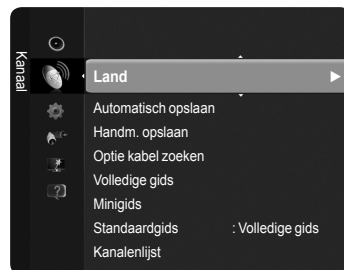 Kanaal
Land
Automatisch opslaan
Handm. opslaan
Optie kabel zoeken
Volledige gids
Minigids
Standaardgids : Volledige gids
Kanalenlijst